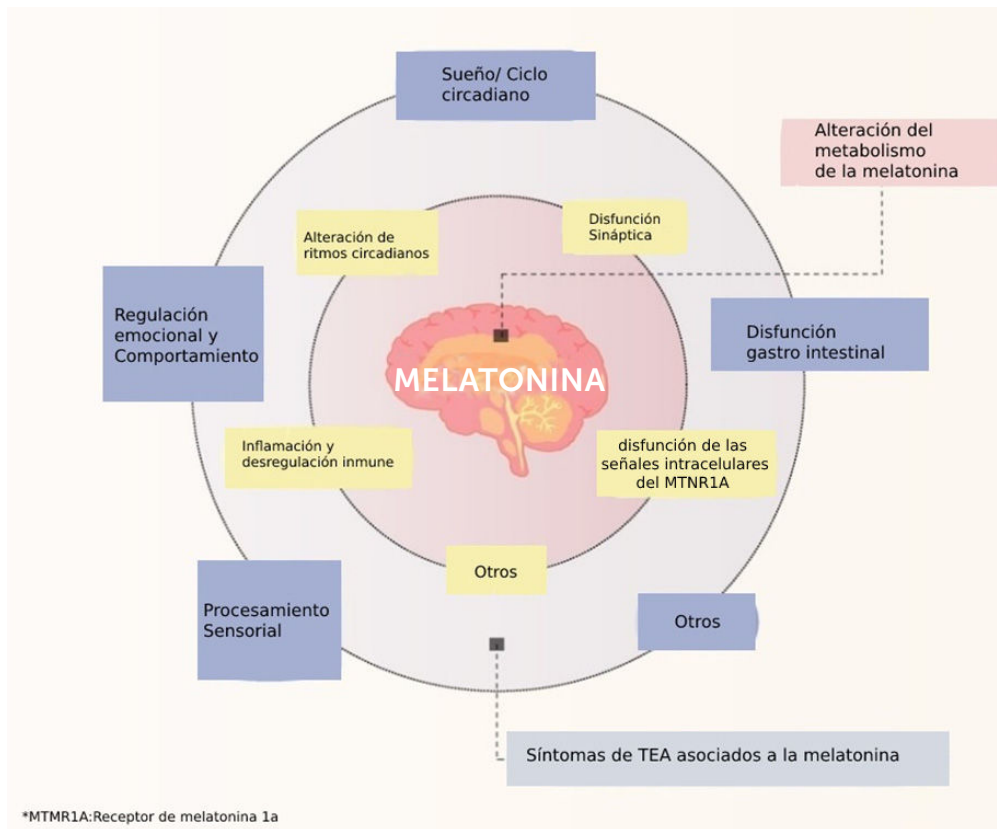 Sueño/ Ciclo
circadiano
Alteración del
metabolismo
de la melatonina
Alteración de
ritmos circadianos
Disfunción
Sináptica
Regulación
emocional y
Comportamiento
Disfunción
gastro intestinal
MELATONINA
Inflamación y
desregulación inmune
disfunción de las
señales intracelulares
del MTNR1A
Otros
Procesamiento
Sensorial
Otros
Síntomas de TEA asociados a la melatonina
*MTMR1A:Receptor de melatonina 1a